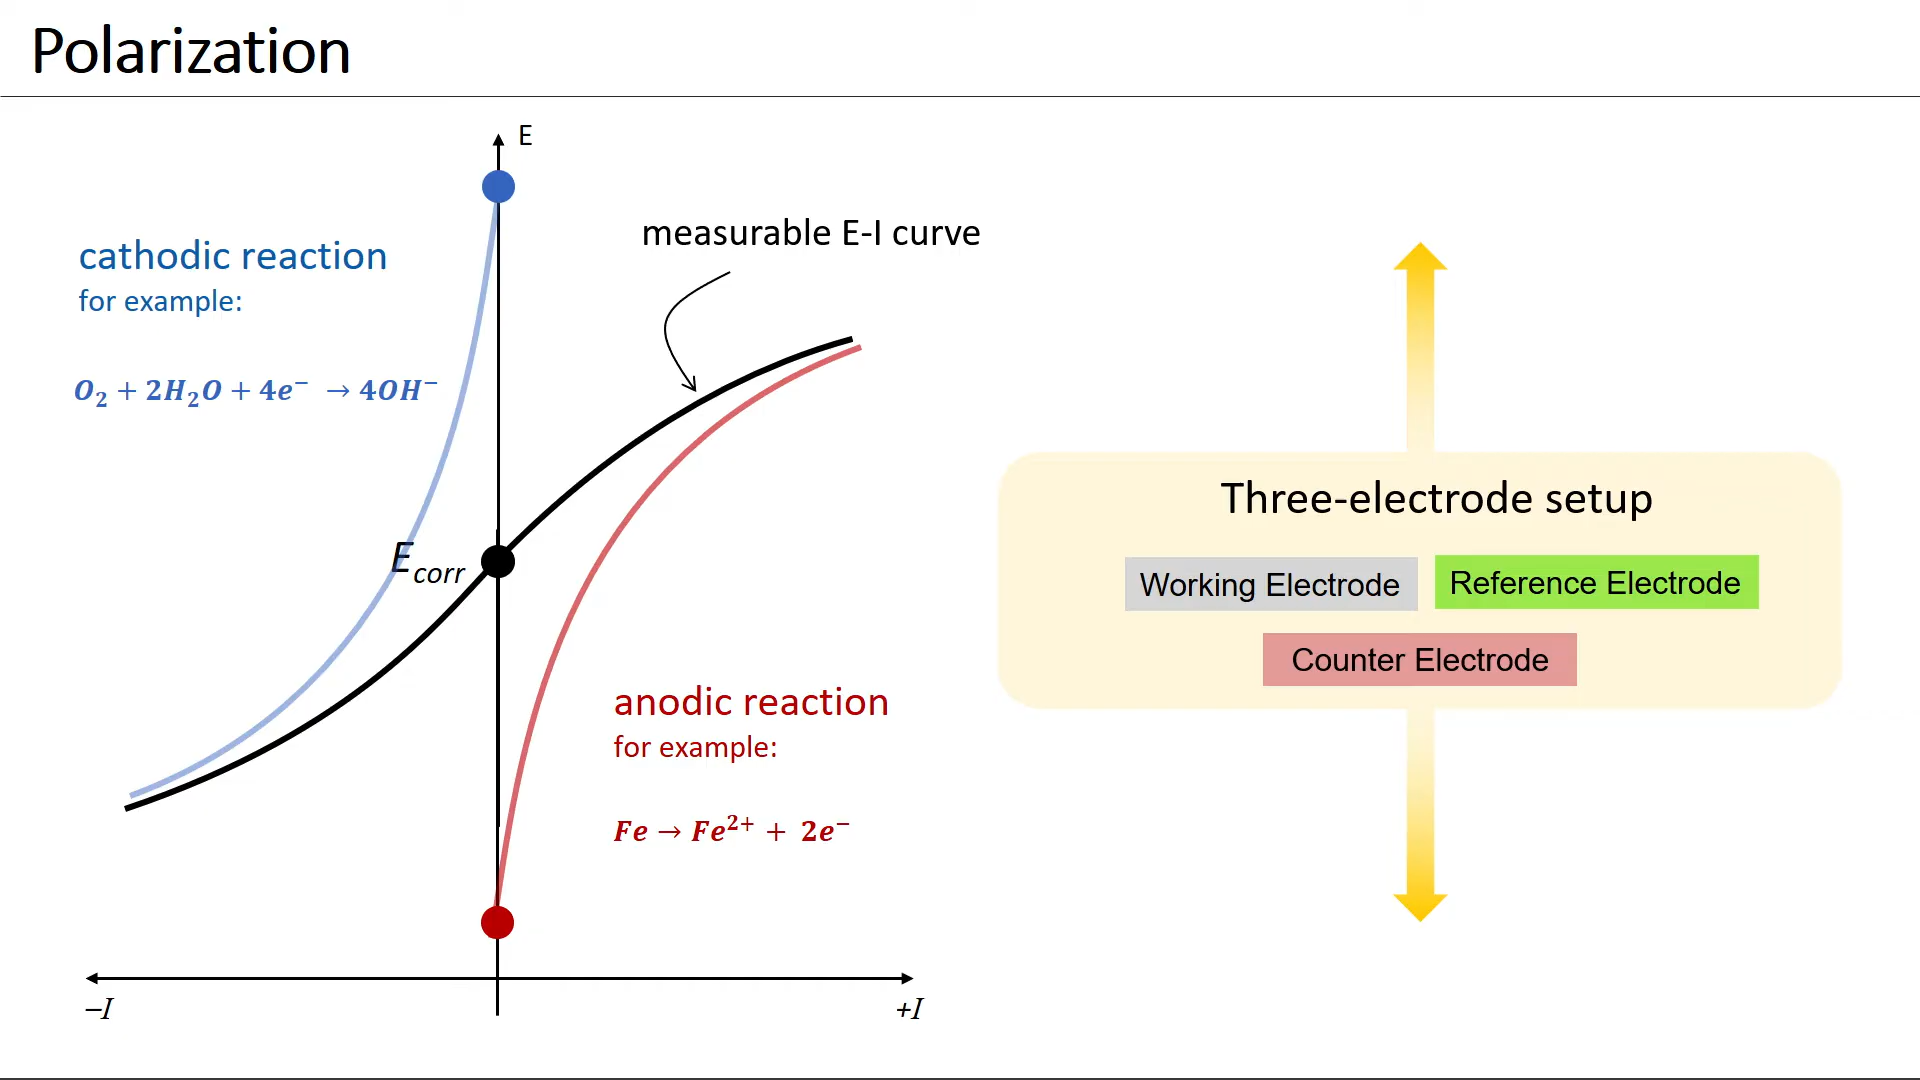 Polarization
E
cathodic reaction
for example:
O₂ + 2H₂O + 4e⁻ → 4OH⁻
measurable E-I curve
E_corr
anodic reaction
for example:
Fe → Fe²⁺ + 2e⁻
–I
+I
Three-electrode setup
Working Electrode
Reference Electrode
Counter Electrode